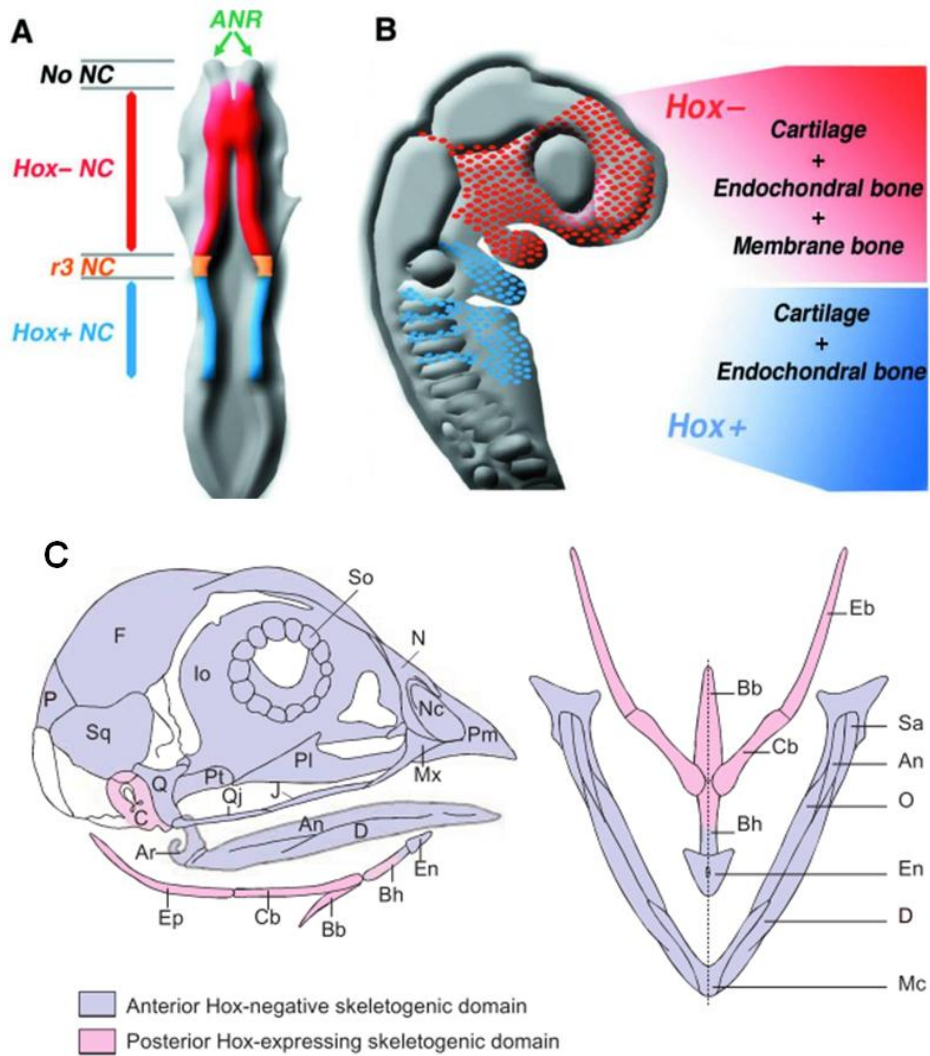 A
ANR
No NC
Hox– NC
r3 NC
Hox+ NC
B
Hox–
Cartilage
+
Endochondral bone
+
Membrane bone
Cartilage
+
Endochondral bone
Hox+
C
So
F
N
Io
P
Nc
Sq
Pm
Pl
Mx
Pt
Q
J
Qj
C
An
D
Ar
En
Bh
Ep
Cb
Bb
Eb
Bb
Sa
Cb
An
O
Bh
En
D
Mc
Anterior Hox-negative skeletogenic domain
Posterior Hox-expressing skeletogenic domain